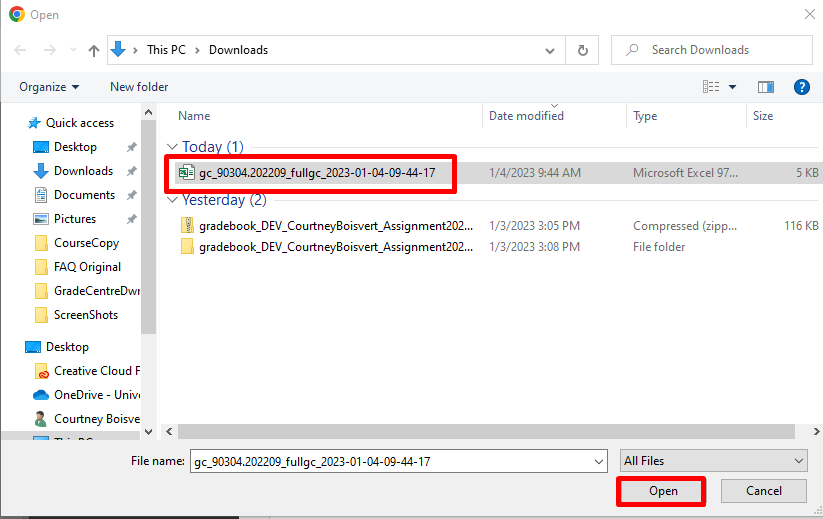 Open
This PC > Downloads
Search Downloads
Organize New folder
Name Date modified Type Size
Quick access
Desktop
Downloads
Documents
Pictures
CourseCopy
FAQ Original
GradeCentreDwr
ScreenShots
Desktop
Creative Cloud F
OneDrive - Unive
Courtney Boisve
This PC
Today (1)
gc_90304.202209_fullgc_2023-01-04-09-44-17 1/4/2023 9:44 AM Microsoft Excel 97... 5 KB
Yesterday (2)
gradebook_DEV_CourtneyBoisvert_Assignment202... 1/3/2023 3:05 PM Compressed (zipp... 116 KB
gradebook_DEV_CourtneyBoisvert_Assignment202... 1/3/2023 3:08 PM File folder
File name: gc_90304.202209_fullgc_2023-01-04-09-44-17 All Files
Open Cancel